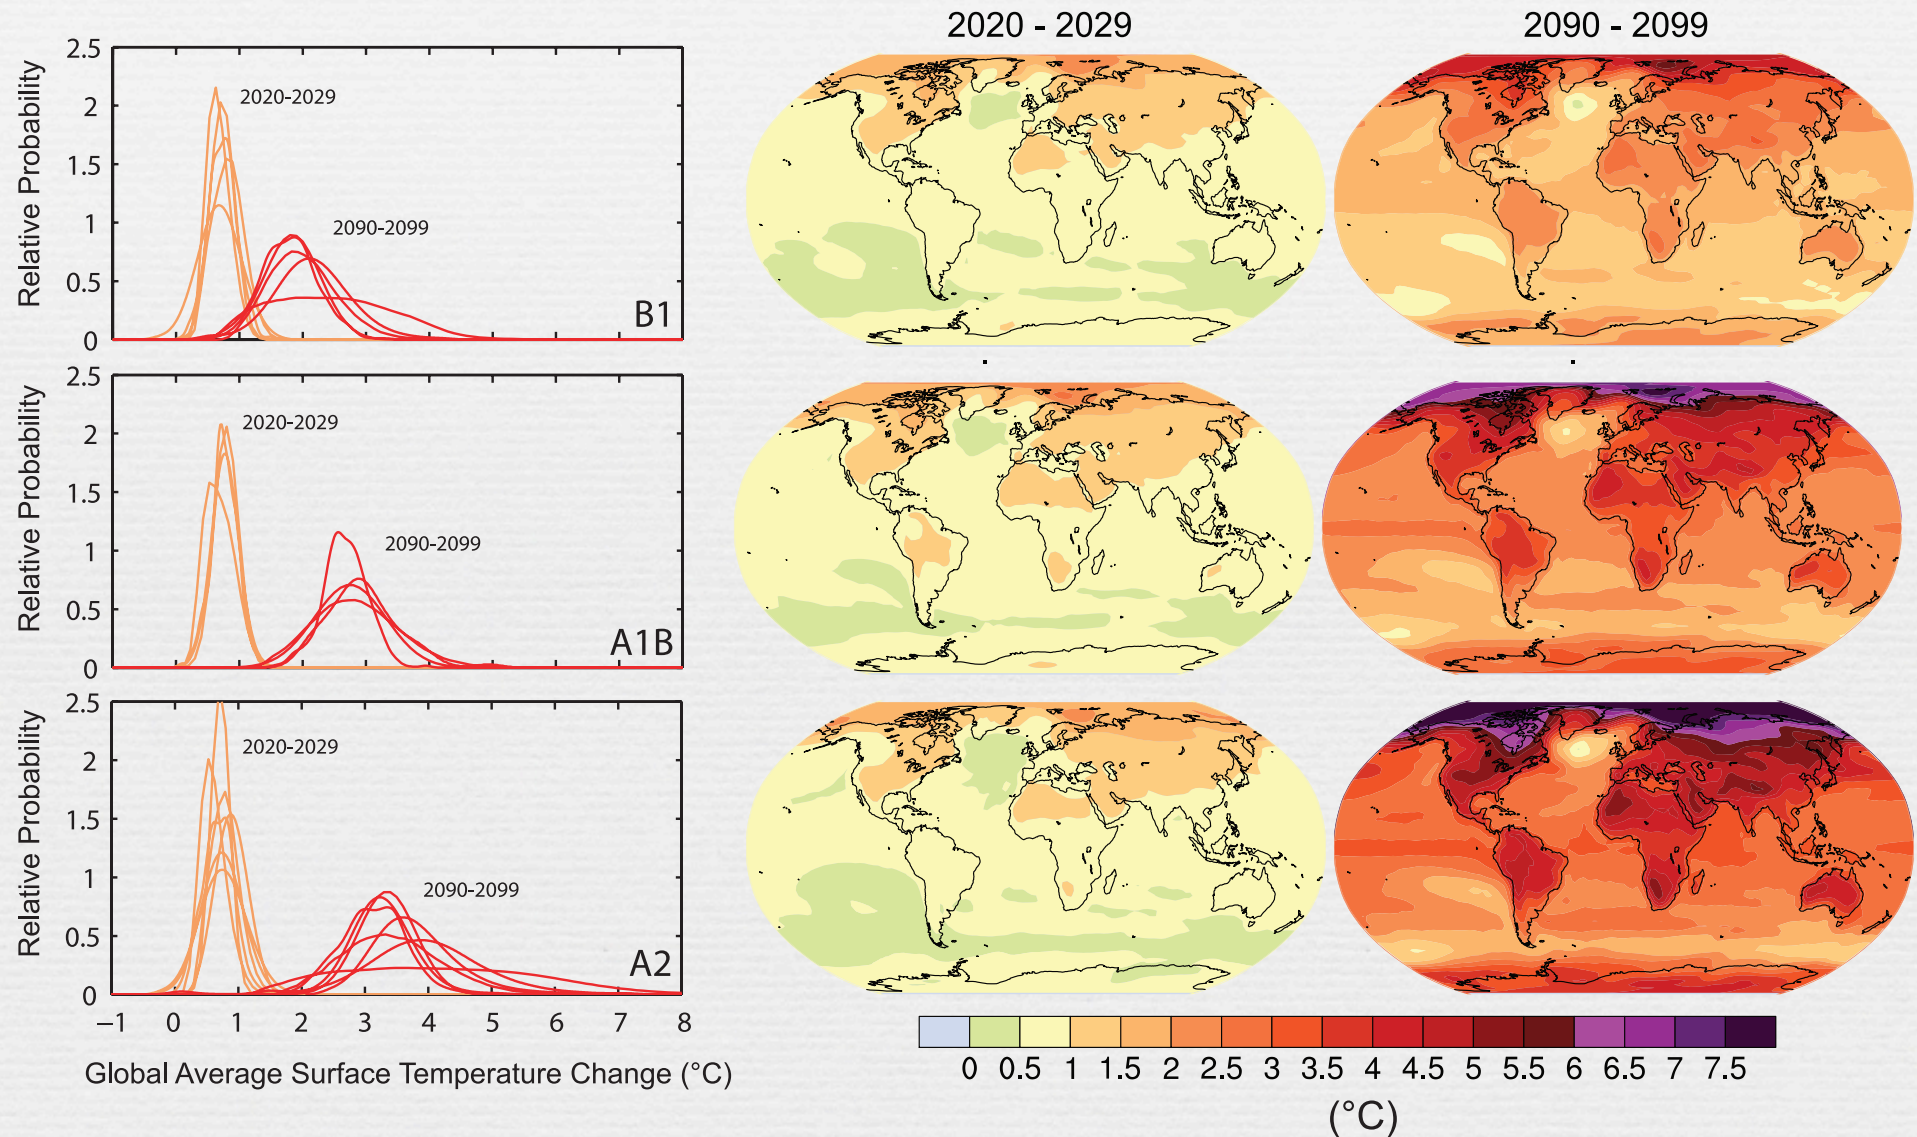 2020 - 2029
2090 - 2099
Relative Probability
2.5
2
1.5
1
0.5
0
2020-2029
2090-2099
B1
Relative Probability
2.5
2
1.5
1
0.5
0
2020-2029
2090-2099
A1B
Relative Probability
2.5
2
1.5
1
0.5
0
2020-2029
2090-2099
A2
−1 0 1 2 3 4 5 6 7 8
Global Average Surface Temperature Change (°C)
0 0.5 1 1.5 2 2.5 3 3.5 4 4.5 5 5.5 6 6.5 7 7.5
(°C)